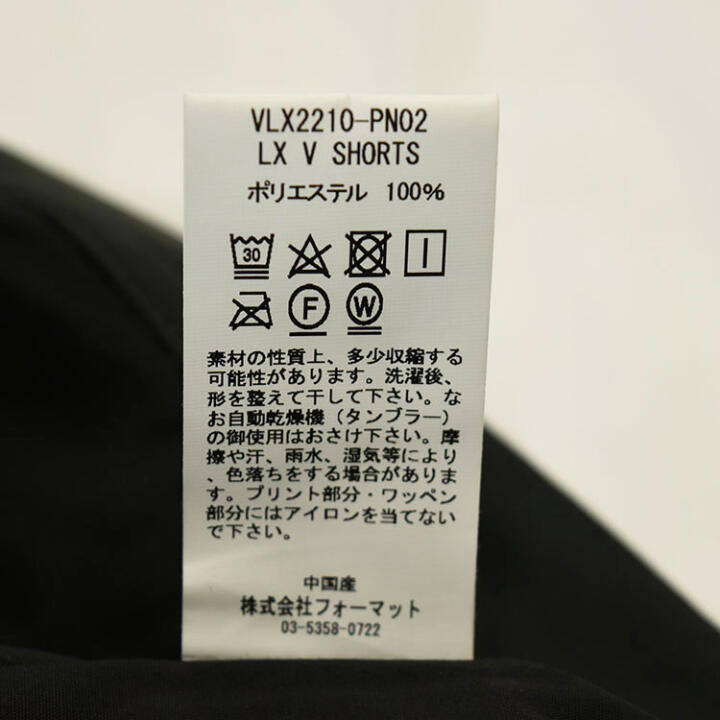 VLX2210-PN02
LX V SHORTS
ポリエステル 100%
30
F W
素材の性質上、多少収縮する
可能性があります。洗濯後、
形を整えて干して下さい。な
お自動乾燥機（タンブラー）
の御使用はおさけ下さい。摩
擦や汗、雨水、湿気等により
、色落ちをする場合がありま
す。プリント部分・ワッペン
部分にはアイロンを当てない
で下さい。
中国産
株式会社フォーマット
03-5358-0722